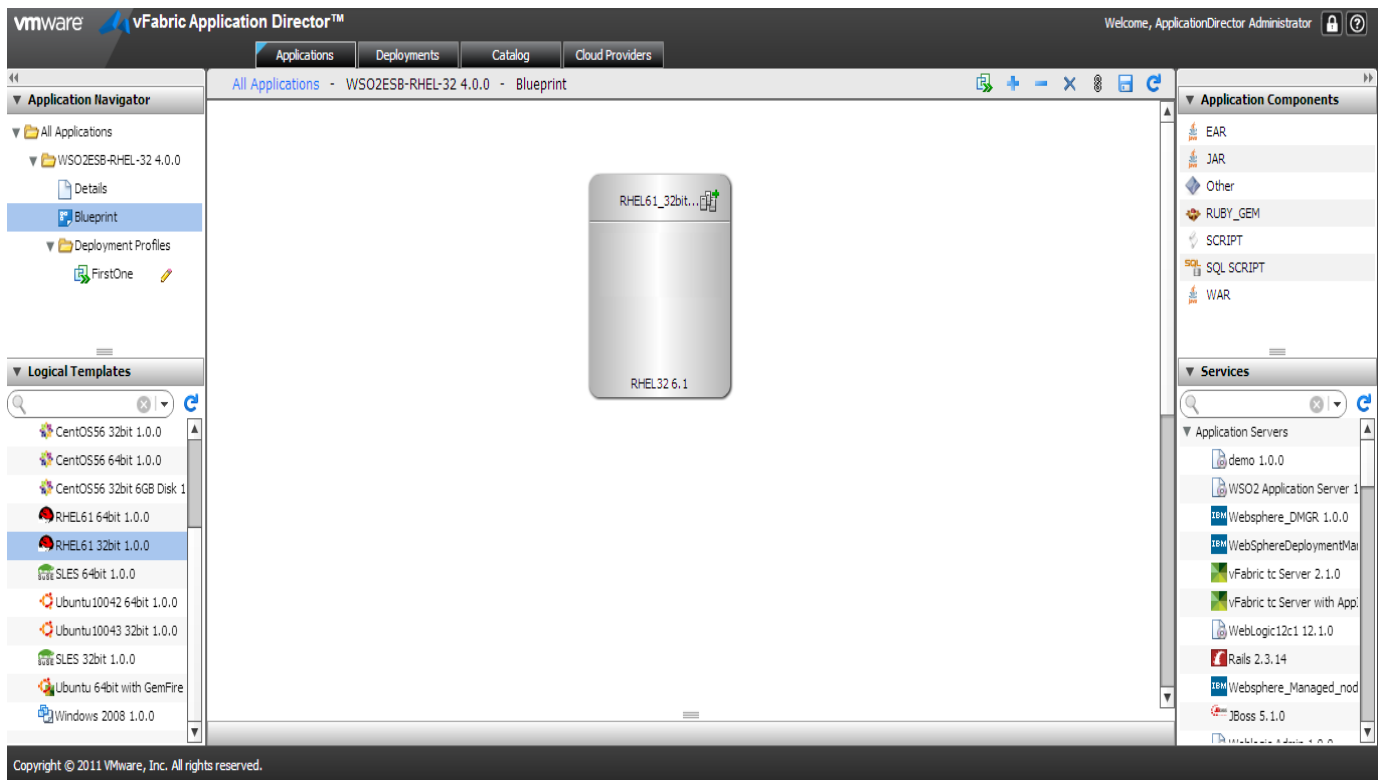 vmware vFabric Application Director™
Welcome, ApplicationDirector Administrator
Applications Deployments Catalog Cloud Providers
Application Navigator
All Applications
WSO2ESB-RHEL-32 4.0.0
Details
Blueprint
Deployment Profiles
FirstOne
Logical Templates
CentOS56 32bit 1.0.0
CentOS56 64bit 1.0.0
CentOS56 32bit 6GB Disk 1
RHEL61 64bit 1.0.0
RHEL61 32bit 1.0.0
SLES 64bit 1.0.0
Ubuntu10042 64bit 1.0.0
Ubuntu10043 32bit 1.0.0
SLES 32bit 1.0.0
Ubuntu 64bit with GemFire
Windows 2008 1.0.0
All Applications - WSO2ESB-RHEL-32 4.0.0 - Blueprint
RHEL61_32bit...
RHEL32 6.1
Application Components
EAR
JAR
Other
RUBY_GEM
SCRIPT
SQL SCRIPT
WAR
Services
Application Servers
demo 1.0.0
WSO2 Application Server 1
Websphere_DMGR 1.0.0
WebSphereDeploymentMa
vFabric tc Server 2.1.0
vFabric tc Server with App
WebLogic12c1 12.1.0
Rails 2.3.14
Websphere_Managed_nod
JBoss 5.1.0
Copyright © 2011 VMware, Inc. All rights reserved.